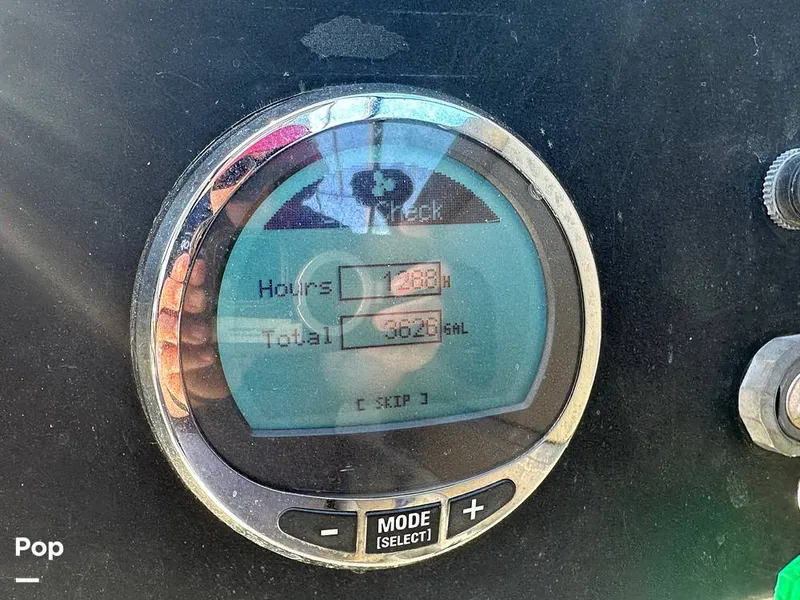 Check
Hours 1288 H
Total 3626 GAL
[ SKIP ]
- MODE +
[SELECT]
Pop